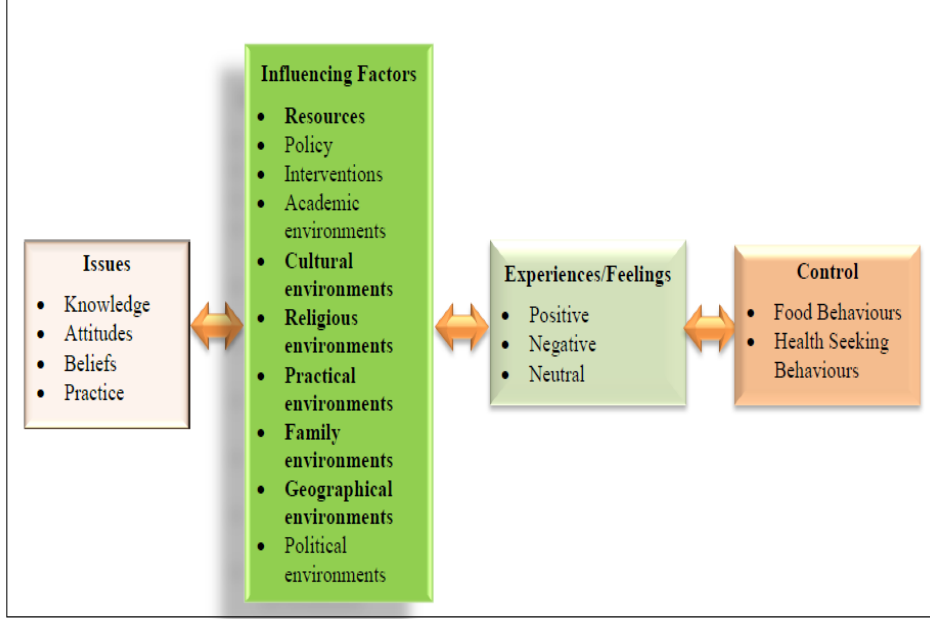 Issues
• Knowledge
• Attitudes
• Beliefs
• Practice
Influencing Factors
• Resources
• Policy
• Interventions
• Academic
environments
• Cultural
environments
• Religious
environments
• Practical
environments
• Family
environments
• Geographical
environments
• Political
environments
Experiences/Feelings
• Positive
• Negative
• Neutral
Control
• Food Behaviours
• Health Seeking
Behaviours